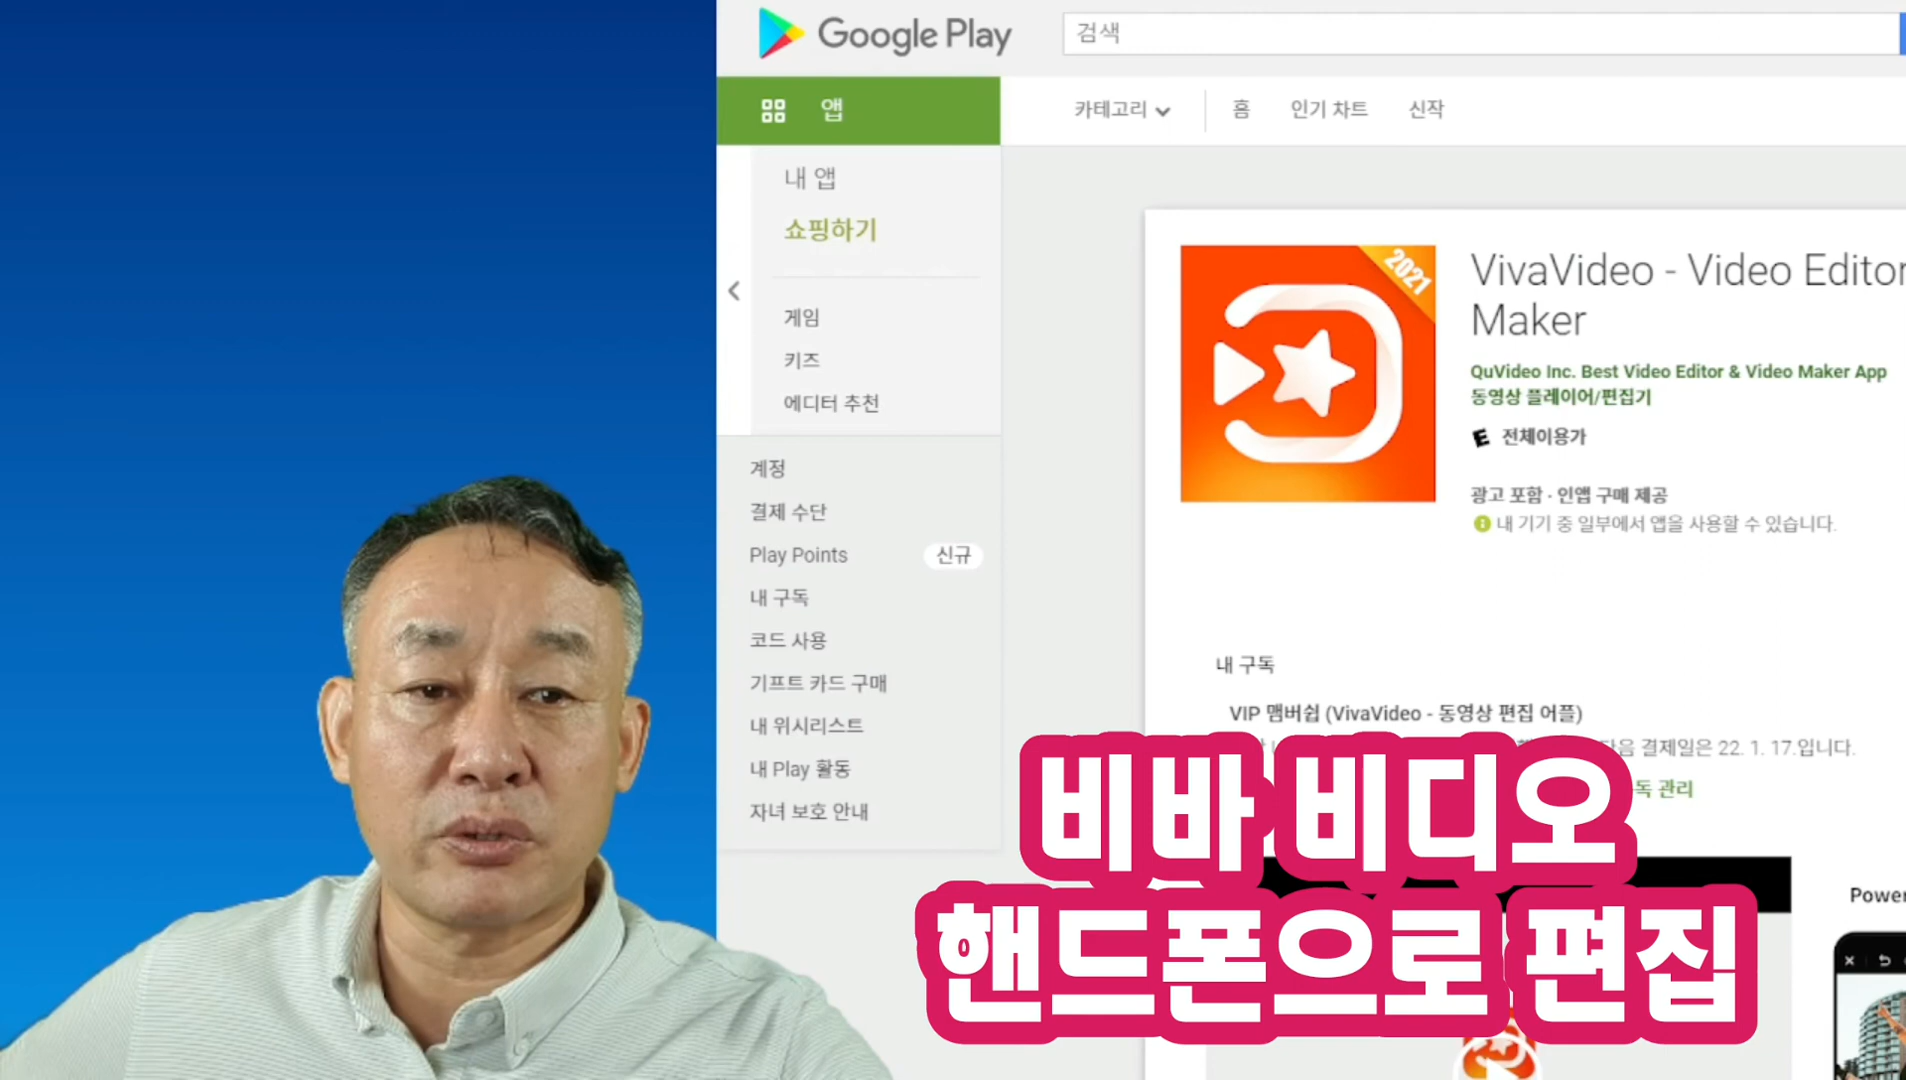 Google Play
검색
앱
카테고리
홈
인기 차트
신작
내 앱
쇼핑하기
게임
키즈
에디터 추천
계정
결제 수단
Play Points
신규
내 구독
코드 사용
기프트 카드 구매
내 위시리스트
내 Play 활동
자녀 보호 안내
2021
VivaVideo - Video Editor
Maker
QuVideo Inc. Best Video Editor & Video Maker App
동영상 플레이어/편집기
E 전체이용가
광고 포함 · 인앱 구매 제공
내 기기 중 일부에서 앱을 사용할 수 있습니다.
내 구독
VIP 맴버쉽 (VivaVideo - 동영상 편집 어플)
다음 결제일은 22. 1. 17.입니다.
독 관리
비바 비디오
핸드폰으로 편집
Power